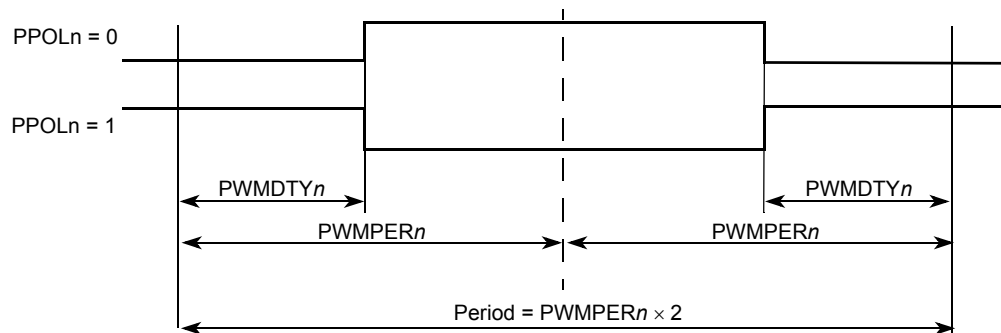 PPOLn = 0
PPOLn = 1
PWMDTYn
PWMDTYn
PWMPERn
PWMPERn
Period = PWMPERn × 2